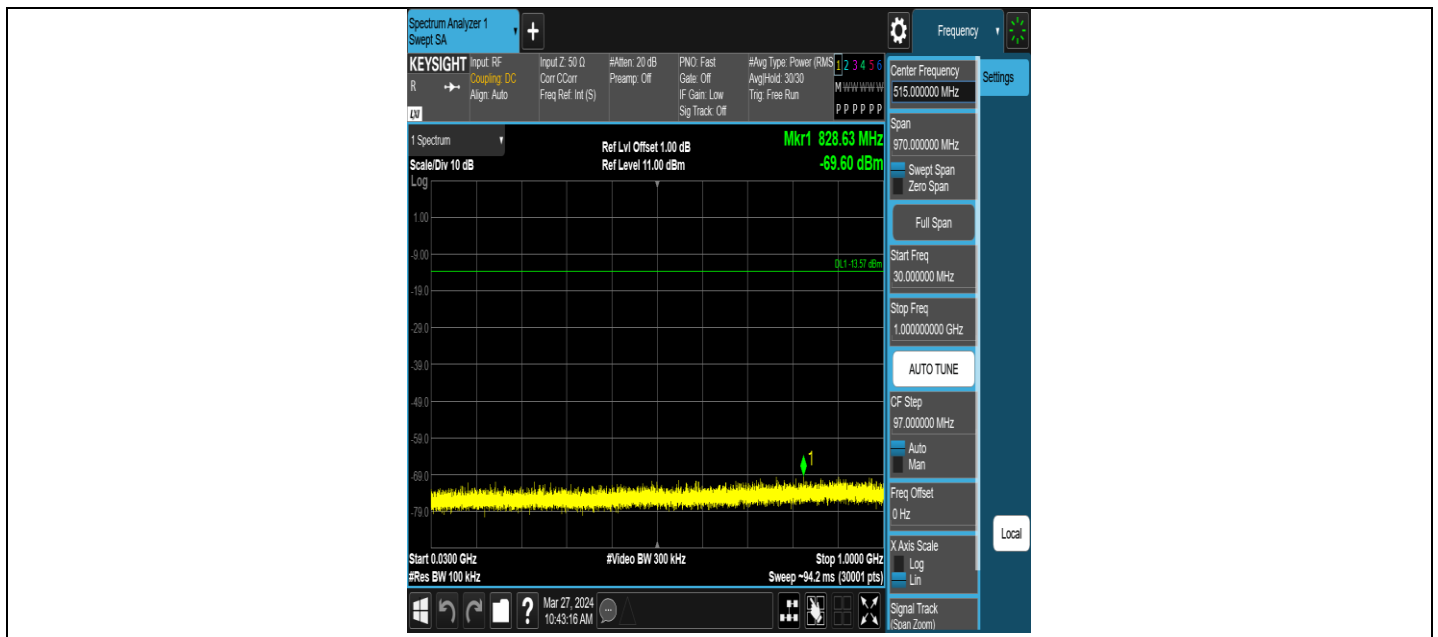 Spectrum Analyzer 1
Swept SA
+
Frequency
KEYSIGHT
R
LXI
Input: RF
Coupling: DC
Align: Auto
Input Z: 50 Ω
Corr CCorr
Freq Ref: Int (S)
#Atten: 20 dB
Preamp: Off
PNO: Fast
Gate: Off
IF Gain: Low
Sig Track: Off
#Avg Type: Power (RMS
Avg|Hold: 30/30
Trig: Free Run
1 2 3 4 5 6
M W W W W W
P P P P P P
1 Spectrum
Scale/Div 10 dB
Log
Ref Lvl Offset 1.00 dB
Ref Level 11.00 dBm
Mkr1 828.63 MHz
-69.60 dBm
1.00
-9.00
DL1 -13.57 dBm
-19.0
-29.0
-39.0
-49.0
-59.0
1
-69.0
-79.0
Start 0.0300 GHz
#Res BW 100 kHz
#Video BW 300 kHz
Stop 1.0000 GHz
Sweep ~94.2 ms (30001 pts)
?
Mar 27, 2024
10:43:16 AM
Center Frequency
515.000000 MHz
Settings
Span
970.000000 MHz
Swept Span
Zero Span
Full Span
Start Freq
30.000000 MHz
Stop Freq
1.000000000 GHz
AUTO TUNE
CF Step
97.000000 MHz
Auto
Man
Freq Offset
0 Hz
Local
X Axis Scale
Log
Lin
Signal Track
(Span Zoom)